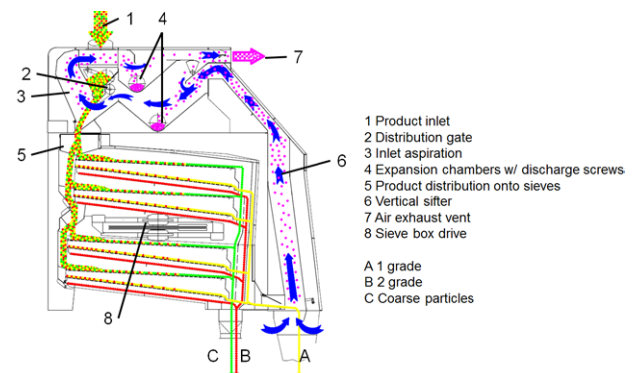 1
4
7
2
3
5
6
8
C B A
1 Product inlet
2 Distribution gate
3 Inlet aspiration
4 Expansion chambers w/ discharge screws
5 Product distribution onto sieves
6 Vertical sifter
7 Air exhaust vent
8 Sieve box drive
A 1 grade
B 2 grade
C Coarse particles